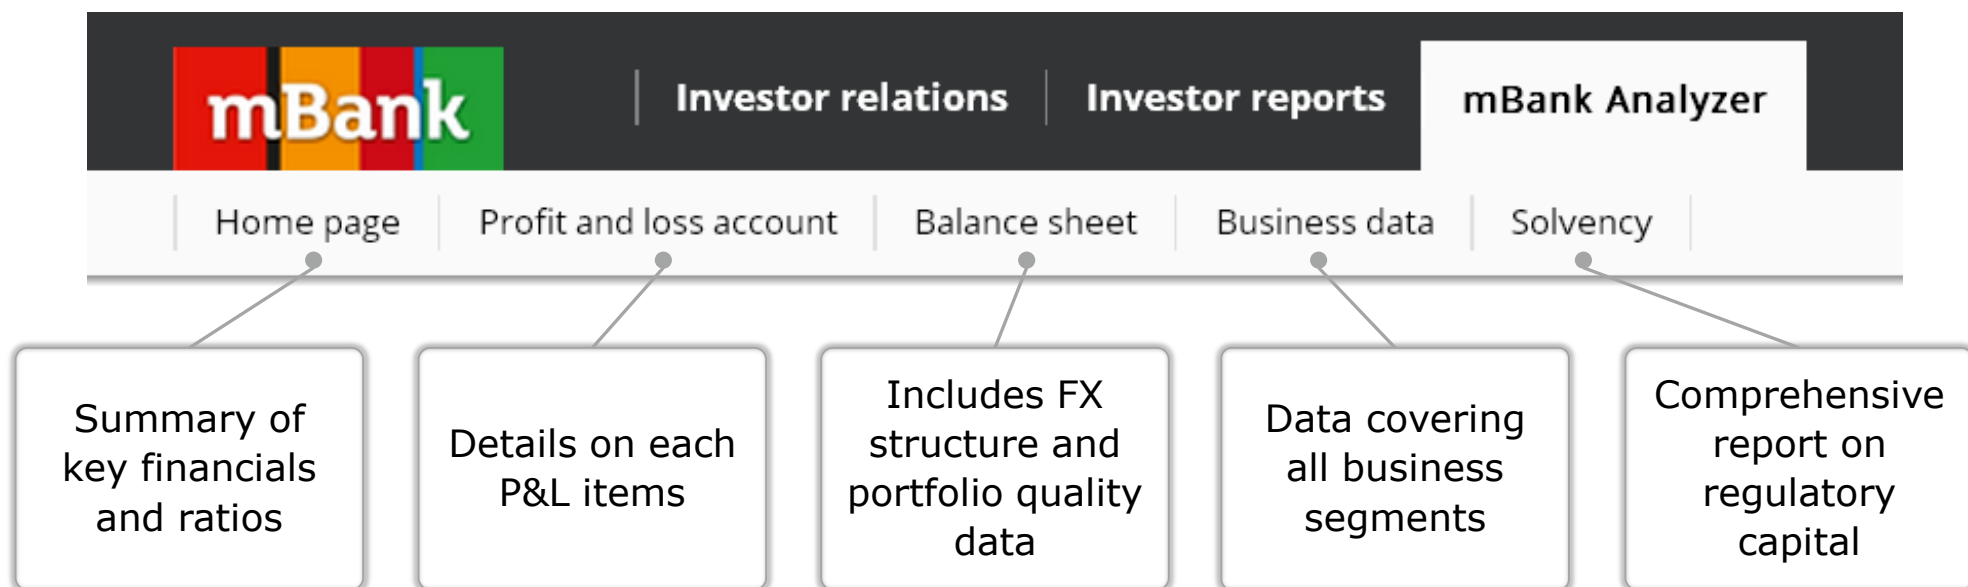 mBank
Investor relations
Investor reports
mBank Analyzer
Home page
Profit and loss account
Balance sheet
Business data
Solvency
Summary of
key financials
and ratios
Details on each
P&L items
Includes FX
structure and
portfolio quality
data
Data covering
all business
segments
Comprehensive
report on
regulatory
capital